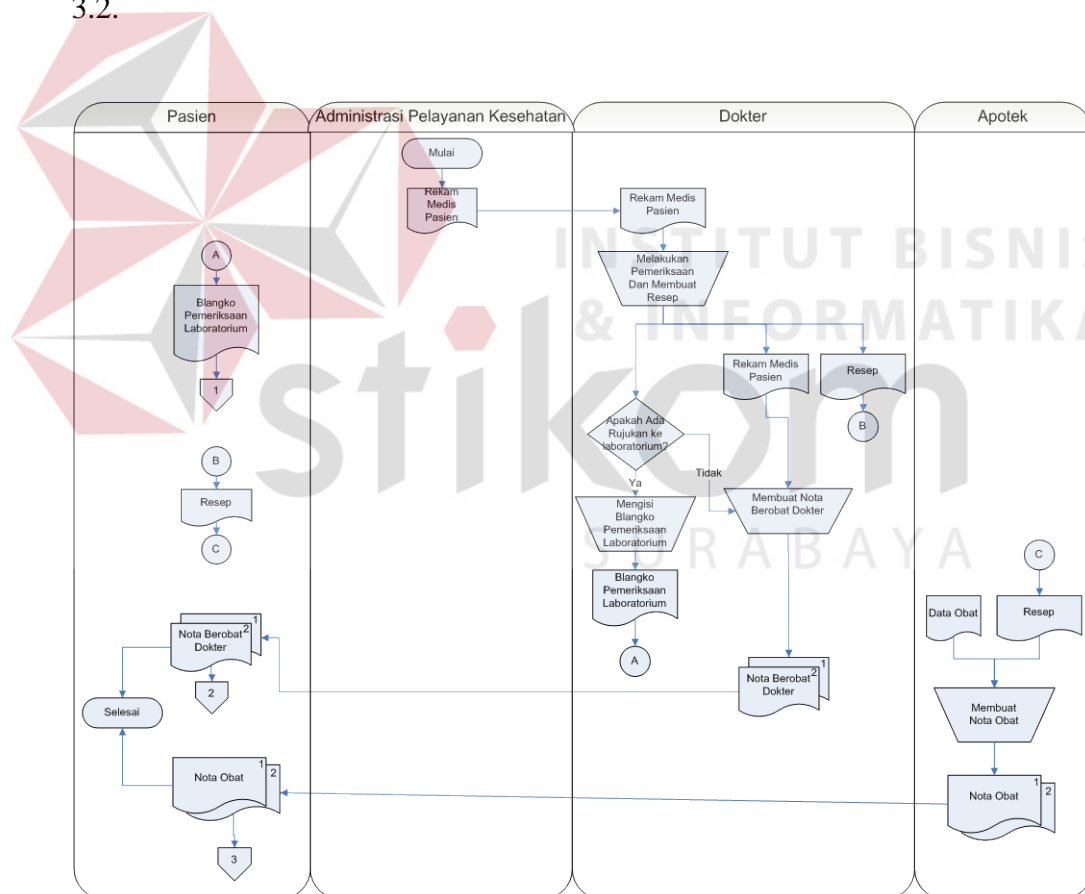 3.2.
Pasien
Administrasi Pelayanan Kesehatan
Dokter
Apotek
Mulai
Rekam
Medis
Pasien
Rekam Medis
Pasien
Melakukan
Pemeriksaan
Dan Membuat
Resep
A
Blangko
Pemeriksaan
Laboratorium
1
Rekam Medis
Pasien
Resep
B
Apakah Ada
Rujukan ke
laboratorium?
Tidak
Ya
B
Resep
C
Mengisi
Blangko
Pemeriksaan
Laboratorium
Membuat Nota
Berobat Dokter
Blangko
Pemeriksaan
Laboratorium
A
C
Data Obat
Resep
Membuat
Nota Obat
1
2
Nota Berobat
Dokter
2
1
2
Nota Berobat
Dokter
Selesai
Nota Obat
1
2
3
Nota Obat
1
2
INSTITUT BISNIS
& INFORMATIKA
stikom
SURABAYA